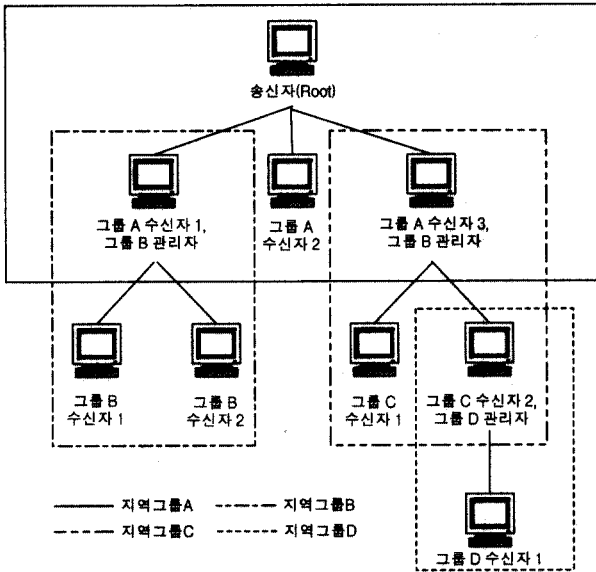 송신자(Root)
그룹 A 수신자 1,
그룹 B 관리자
그룹 A
수신자 2
그룹 A 수신자 3,
그룹 B 관리자
그룹 B
수신자 1
그룹 B
수신자 2
그룹 C
수신자 1
그룹 C 수신자 2,
그룹 D 관리자
지역그룹A
지역그룹B
지역그룹C
지역그룹D
그룹 D 수신자 1